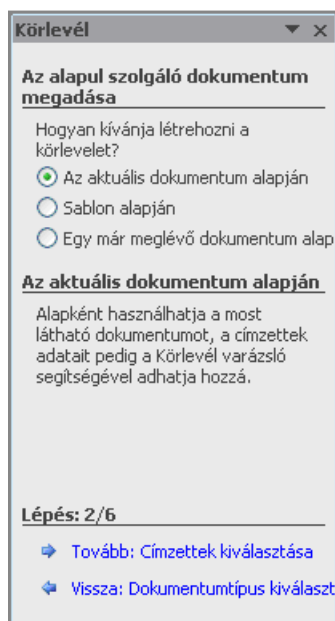 Körlevél
Az alapul szolgáló dokumentum
megadása
Hogyan kívánja létrehozni a
körlevelet?
Az aktuális dokumentum alapján
Sablon alapján
Egy már meglévő dokumentum alap
Az aktuális dokumentum alapján
Alapként használhatja a most
látható dokumentumot, a címzettek
adatait pedig a Körlevél varázsló
segítségével adhatja hozzá.
Lépés: 2/6
Tovább: Címzettek kiválasztása
Vissza: Dokumentumtípus kiválaszt